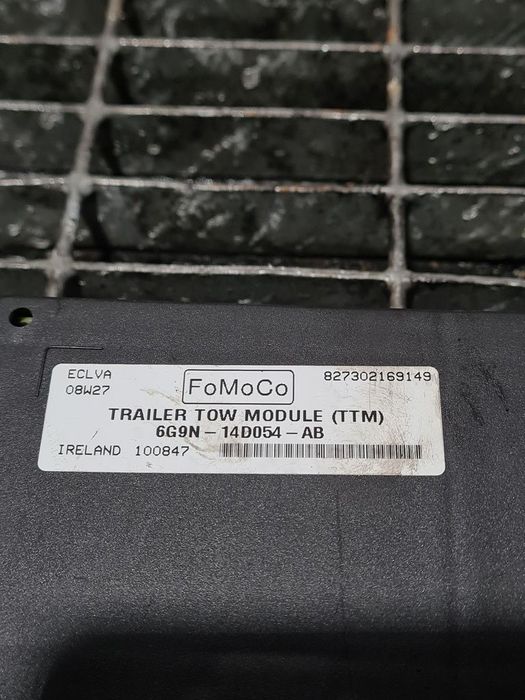 ECLVA
08W27
FoMoCo
827302169149
TRAILER TOW MODULE (TTM)
6G9N-14D054-AB
IRELAND 100847